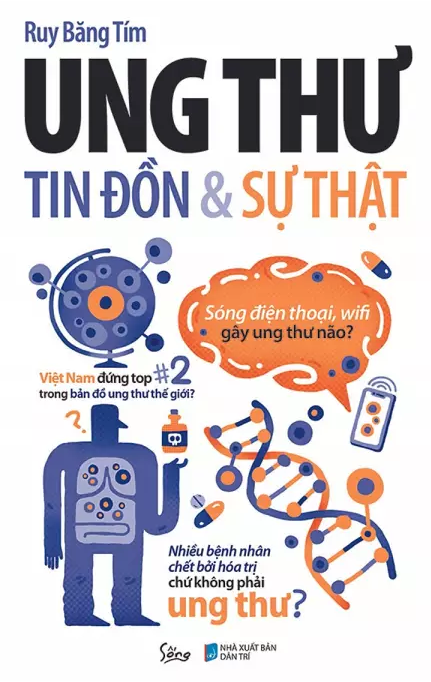 Ruy Băng Tím
UNG THƯ
TIN ĐỒN & SỰ THẬT
Sóng điện thoại, wifi
gây ung thư não?
Việt Nam đứng top #2
trong bản đồ ung thư thế giới?
?
Nhiều bệnh nhân
chết bởi hóa trị
chứ không phải
ung thư?
Sống
NHÀ XUẤT BẢN
DÂN TRÍ